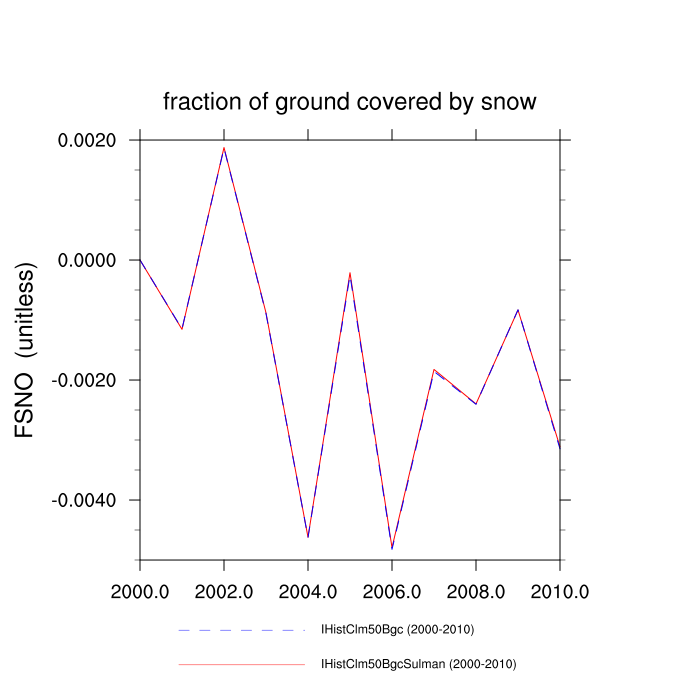 fraction of ground covered by snow
0.0020
0.0000
-0.0020
-0.0040
FSNO (unitless)
2000.0 2002.0 2004.0 2006.0 2008.0 2010.0
IHistClm50Bgc (2000-2010)
IHistClm50BgcSulman (2000-2010)